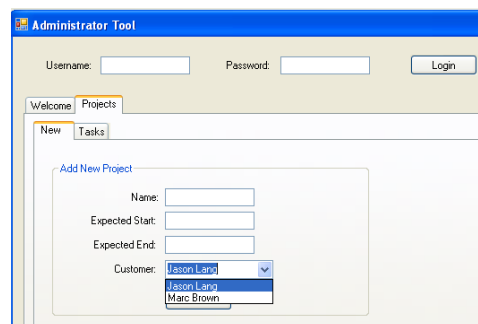 Administrator Tool
Username: Password: Login
Welcome Projects
New Tasks
Add New Project
Name:
Expected Start:
Expected End:
Customer: Jason Lang
Jason Lang
Marc Brown